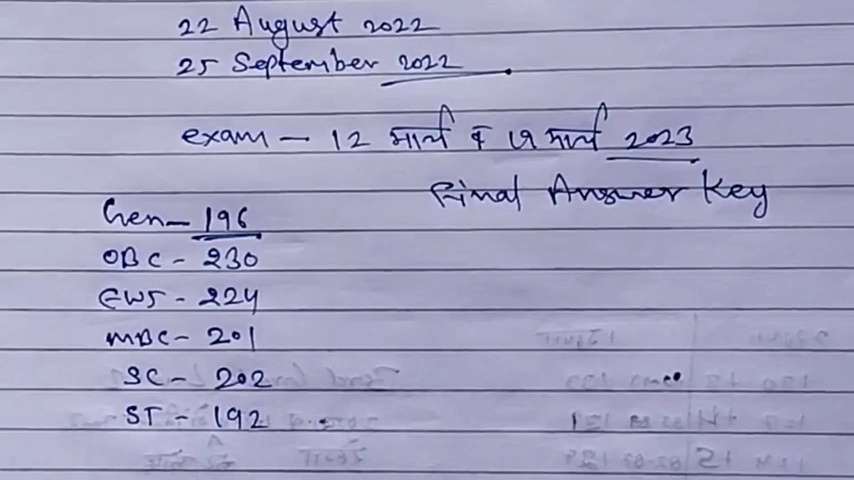 22 August 2022
25 September 2022
exam - 12 मार्च व 19 मार्च 2023
Final Answer Key
Gen - 196
OBC - 230
EWS - 224
MBC - 201
SC - 202
ST - 192